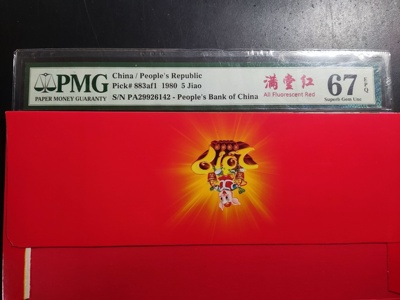 PMG
PAPER MONEY GUARANTY
China / People's Republic
Pick# 883af1 1980 5 Jiao
S/N PA29926142 - People's Bank of China
满堂红
All Fluorescent Red
67 EPQ
Superb Gem Unc